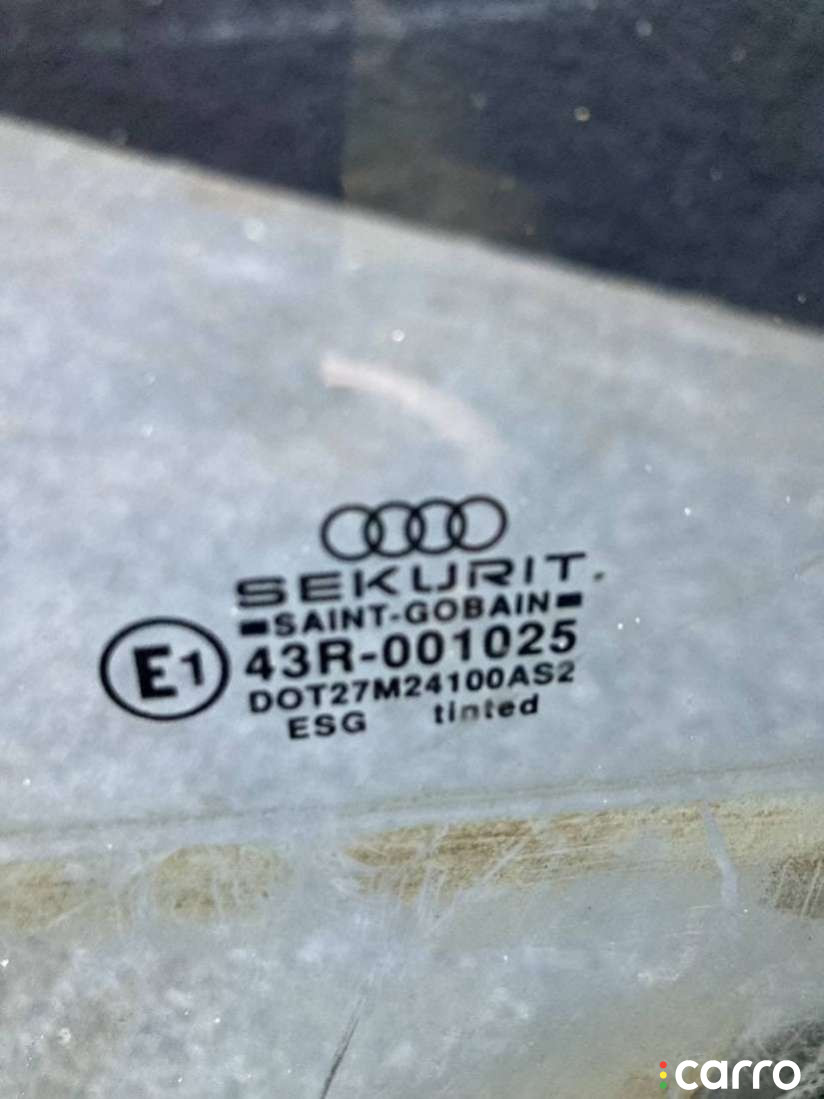 SEKURIT.
SAINT-GOBAIN
E1 43R-001025
DOT27M24100AS2
ESG tinted
carro